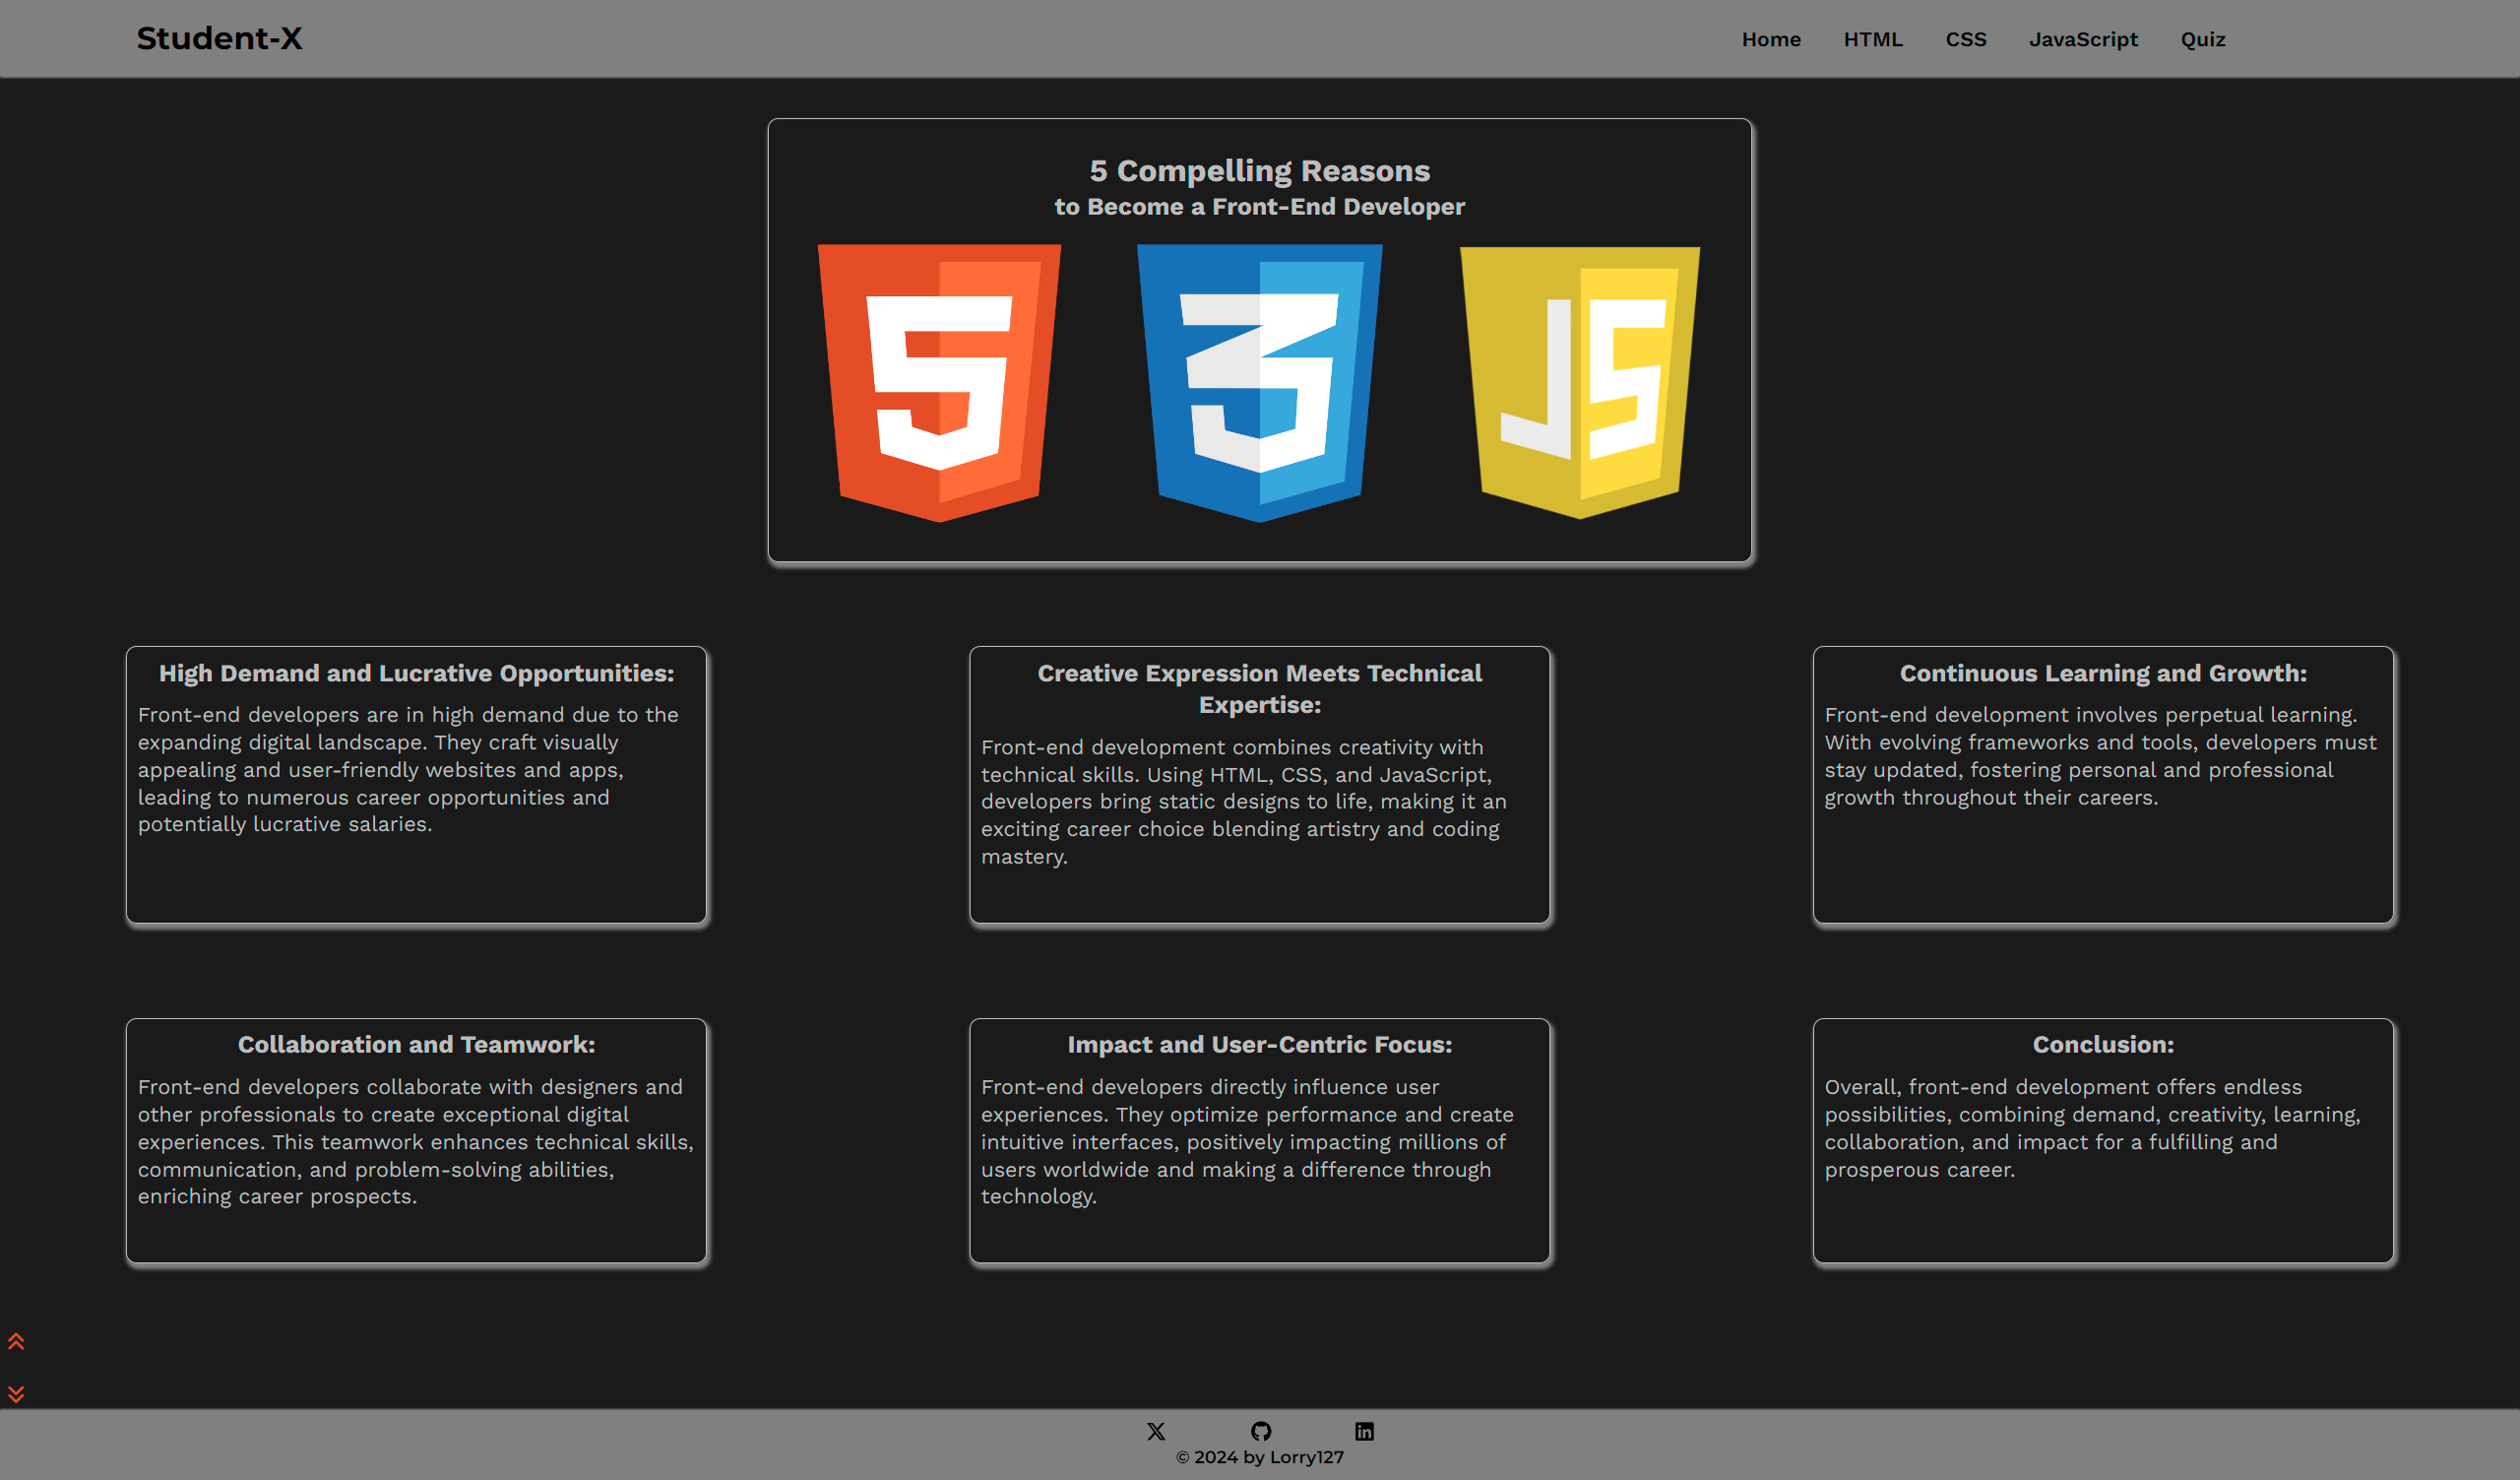 Student-X
Home HTML CSS JavaScript Quiz
5 Compelling Reasons
to Become a Front-End Developer
5
3
JS
High Demand and Lucrative Opportunities:
Front-end developers are in high demand due to the
expanding digital landscape. They craft visually
appealing and user-friendly websites and apps,
leading to numerous career opportunities and
potentially lucrative salaries.
Creative Expression Meets Technical
Expertise:
Front-end development combines creativity with
technical skills. Using HTML, CSS, and JavaScript,
developers bring static designs to life, making it an
exciting career choice blending artistry and coding
mastery.
Continuous Learning and Growth:
Front-end development involves perpetual learning.
With evolving frameworks and tools, developers must
stay updated, fostering personal and professional
growth throughout their careers.
Collaboration and Teamwork:
Front-end developers collaborate with designers and
other professionals to create exceptional digital
experiences. This teamwork enhances technical skills,
communication, and problem-solving abilities,
enriching career prospects.
Impact and User-Centric Focus:
Front-end developers directly influence user
experiences. They optimize performance and create
intuitive interfaces, positively impacting millions of
users worldwide and making a difference through
technology.
Conclusion:
Overall, front-end development offers endless
possibilities, combining demand, creativity, learning,
collaboration, and impact for a fulfilling and
prosperous career.
X
in
© 2024 by Lorry127